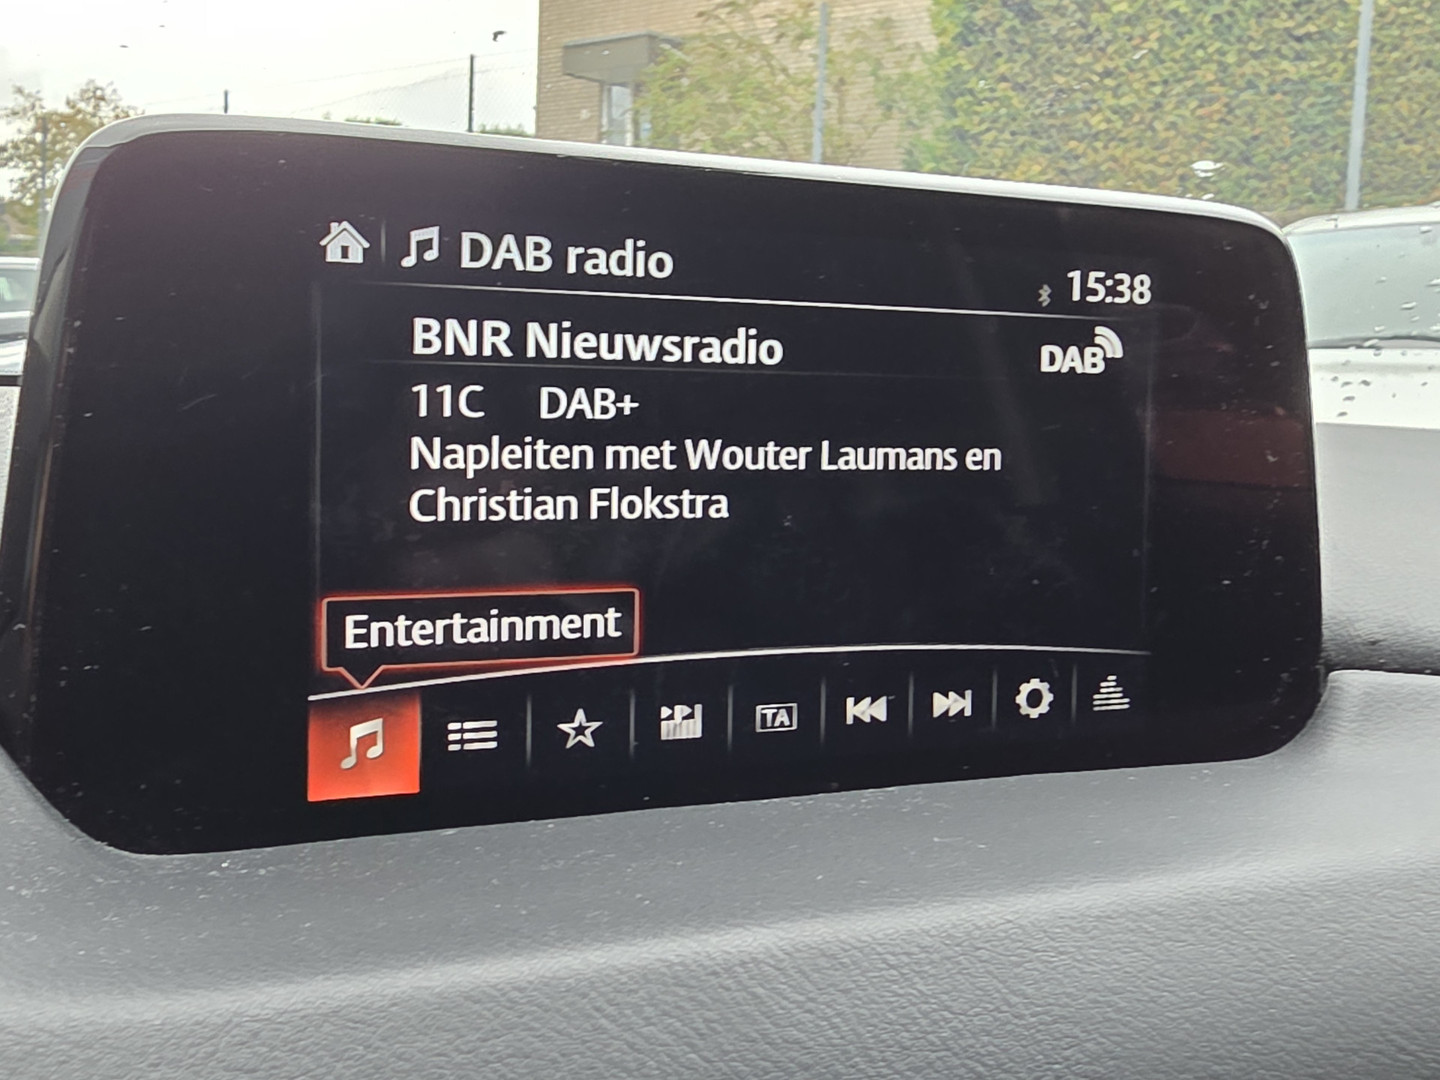 DAB radio
15:38
BNR Nieuwsradio
DAB
11C DAB+
Napleiten met Wouter Laumans en
Christian Flokstra
Entertainment
TA